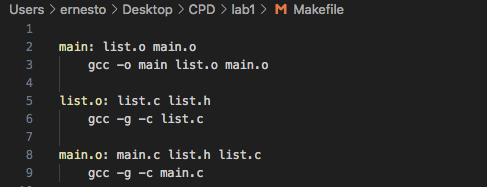 Users > ernesto > Desktop > CPD > lab1 > M Makefile
1
2 main: list.o main.o
3 gcc -o main list.o main.o
4
5 list.o: list.c list.h
6 gcc -g -c list.c
7
8 main.o: main.c list.h list.c
9 gcc -g -c main.c